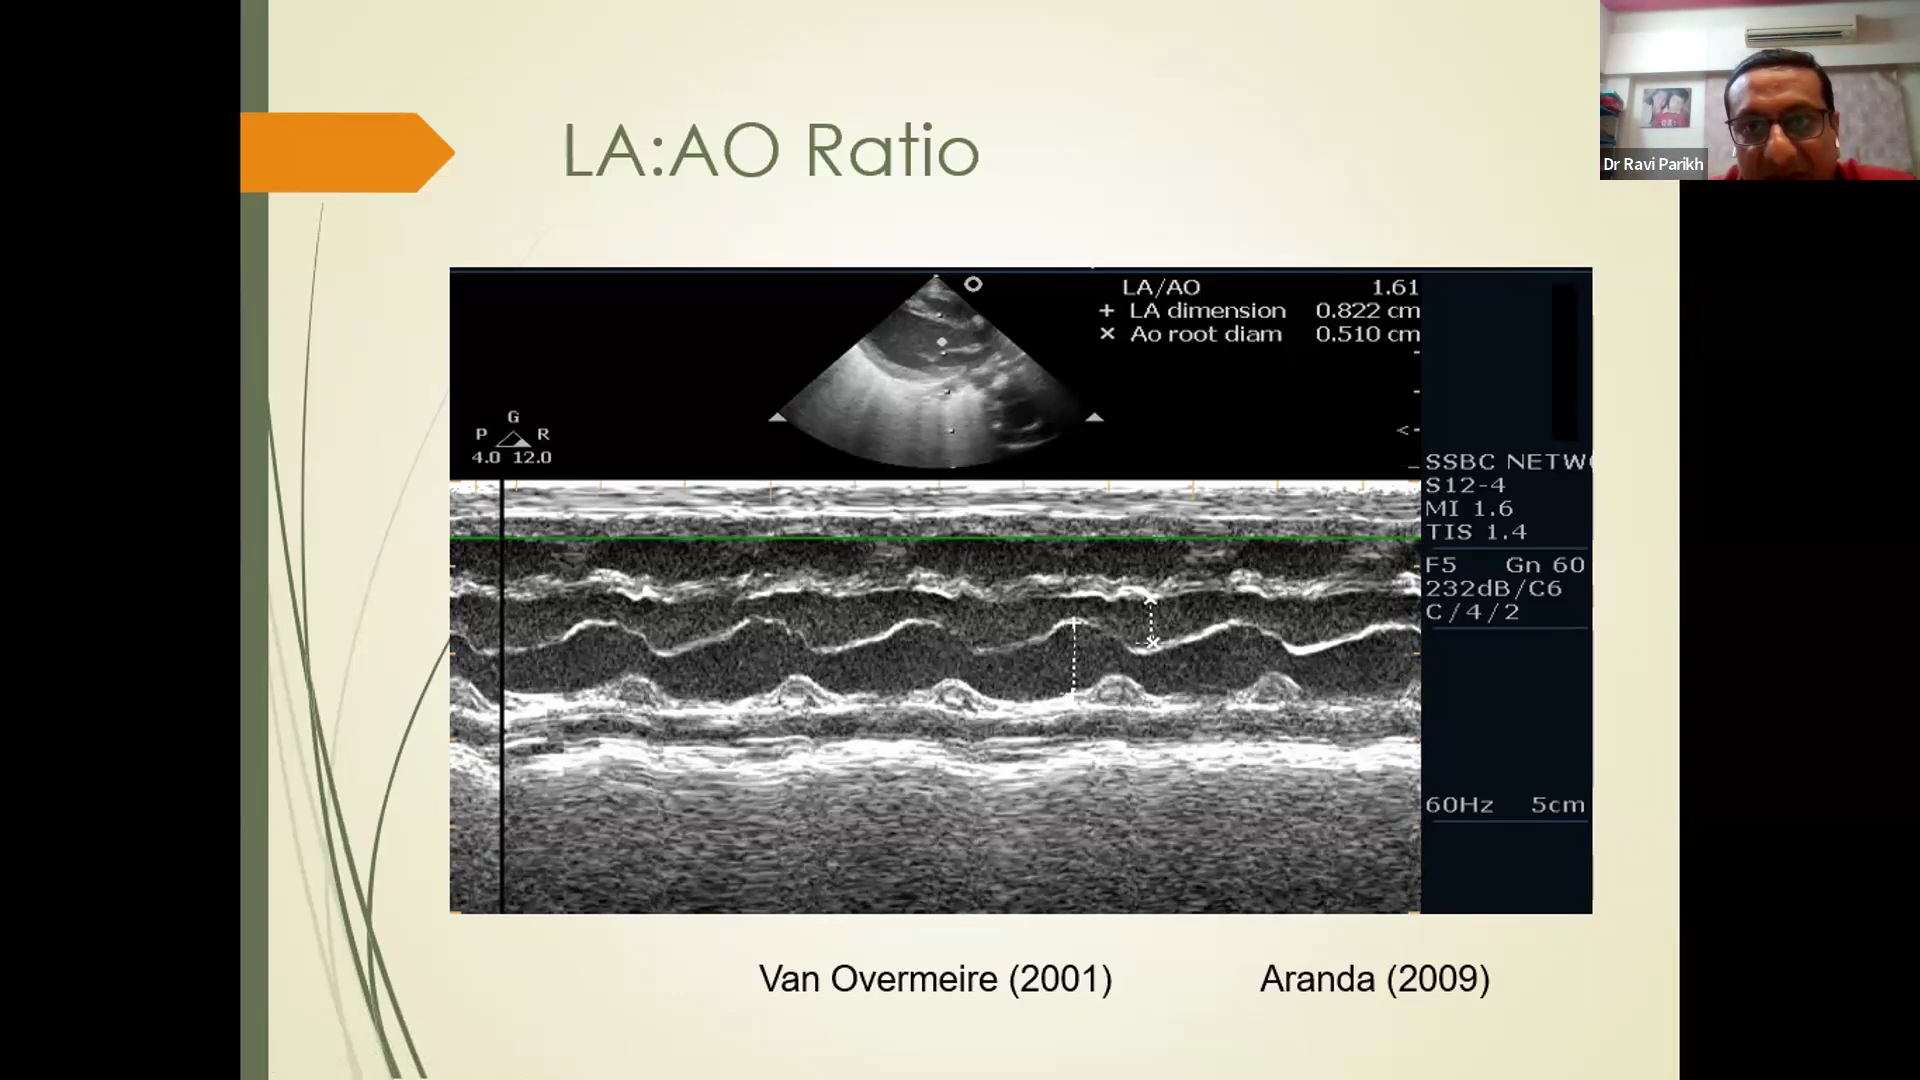 Dr Ravi Parikh
LA:AO Ratio
LA/AO 1.61
+ LA dimension 0.822 cm
× Ao root diam 0.510 cm
G
P R
4.0 12.0
SSBC NETW
S12-4
MI 1.6
TIS 1.4
F5 Gn 60
232dB/C6
C/4/2
60Hz 5cm
Van Overmeire (2001) Aranda (2009)